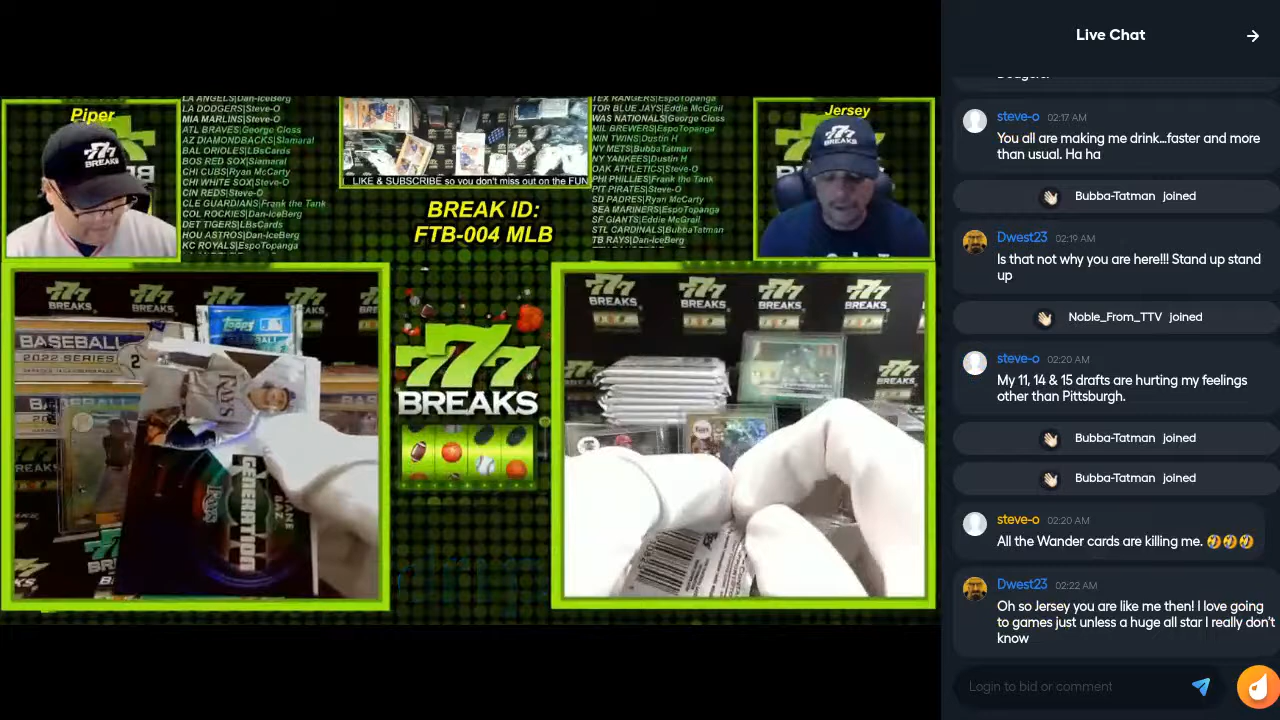 Piper
LA ANGELS|Dan-IceBerg
LA DODGERS|Steve-O
MIA MARLINS|Steve-O
ATL BRAVES|George Closs
AZ DIAMONDBACKS|Siamaral
BAL ORIOLES|LBsCards
BOS RED SOX|Siamaral
CHI CUBS|Ryan McCarty
CHI WHITE SOX|Steve-O
CIN REDS|Steve-O
CLE GUARDIANS|Frank the Tank
COL ROCKIES|Dan-IceBerg
DET TIGERS|LBsCards
HOU ASTROS|Dan-IceBerg
KC ROYALS|EspoTopanga
LIKE & SUBSCRIBE so you don't miss out on the FUN
BREAK ID:
FTB-004 MLB
TEX RANGERS|EspoTopanga
TOR BLUE JAYS|Eddie McGrail
WAS NATIONALS|George Closs
MIL BREWERS|EspoTopanga
MIN TWINS|Dustin H
NY METS|BubbaTatman
NY YANKEES|Dustin H
OAK ATHLETICS|Steve-O
PHI PHILLIES|Frank the Tank
PIT PIRATES|Steve-O
SD PADRES|Ryan McCarty
SEA MARINERS|EspoTopanga
SF GIANTS|Eddie McGrail
STL CARDINALS|BubbaTatman
TB RAYS|Dan-IceBerg
Jersey
777
BREAKS
BASEBALL
2022 SERIES 2
Topps
RAYS
GENERATION
777
BREAKS
Live Chat
steve-o 02:17 AM
You all are making me drink...faster and more
than usual. Ha ha
Bubba-Tatman joined
Dwest23 02:19 AM
Is that not why you are here!!! Stand up stand
up
Noble_From_TTV joined
steve-o 02:20 AM
My 11, 14 & 15 drafts are hurting my feelings
other than Pittsburgh.
Bubba-Tatman joined
Bubba-Tatman joined
steve-o 02:20 AM
All the Wander cards are killing me. 🤣🤣🤣
Dwest23 02:22 AM
Oh so Jersey you are like me then! I love going
to games just unless a huge all star I really don't
know
Login to bid or comment